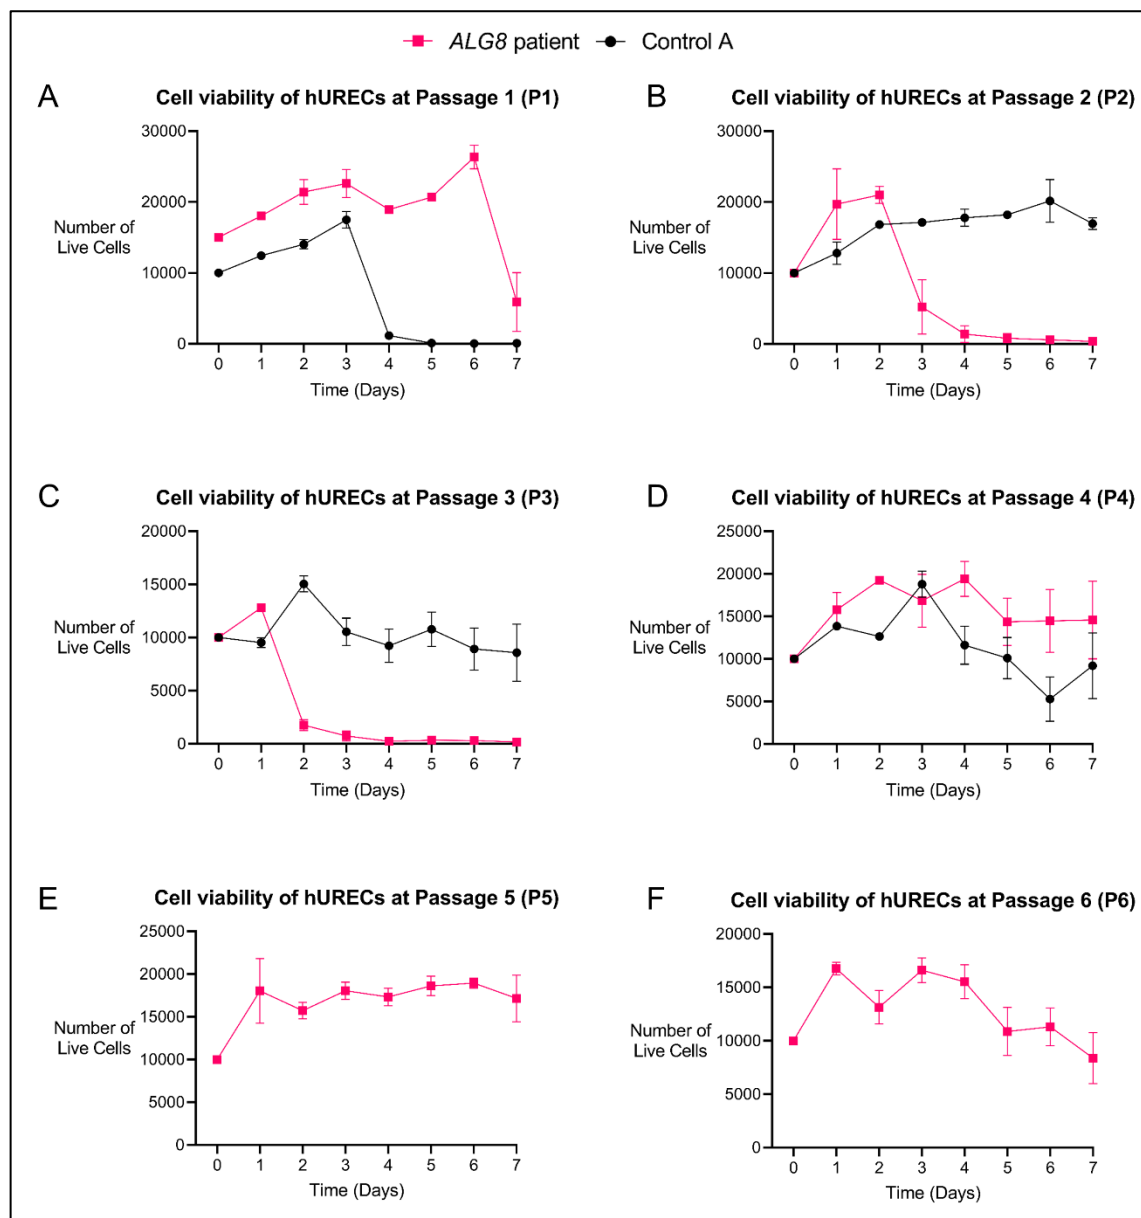 ALG8 patient Control A
A Cell viability of hURECs at Passage 1 (P1)
30000
20000
10000
0
Number of
Live Cells
0 1 2 3 4 5 6 7
Time (Days)
B Cell viability of hURECs at Passage 2 (P2)
30000
20000
10000
0
Number of
Live Cells
0 1 2 3 4 5 6 7
Time (Days)
C Cell viability of hURECs at Passage 3 (P3)
20000
15000
10000
5000
0
Number of
Live Cells
0 1 2 3 4 5 6 7
Time (Days)
D Cell viability of hURECs at Passage 4 (P4)
25000
20000
15000
10000
5000
0
Number of
Live Cells
0 1 2 3 4 5 6 7
Time (Days)
E Cell viability of hURECs at Passage 5 (P5)
25000
20000
15000
10000
5000
0
Number of
Live Cells
0 1 2 3 4 5 6 7
Time (Days)
F Cell viability of hURECs at Passage 6 (P6)
20000
15000
10000
5000
0
Number of
Live Cells
0 1 2 3 4 5 6 7
Time (Days)